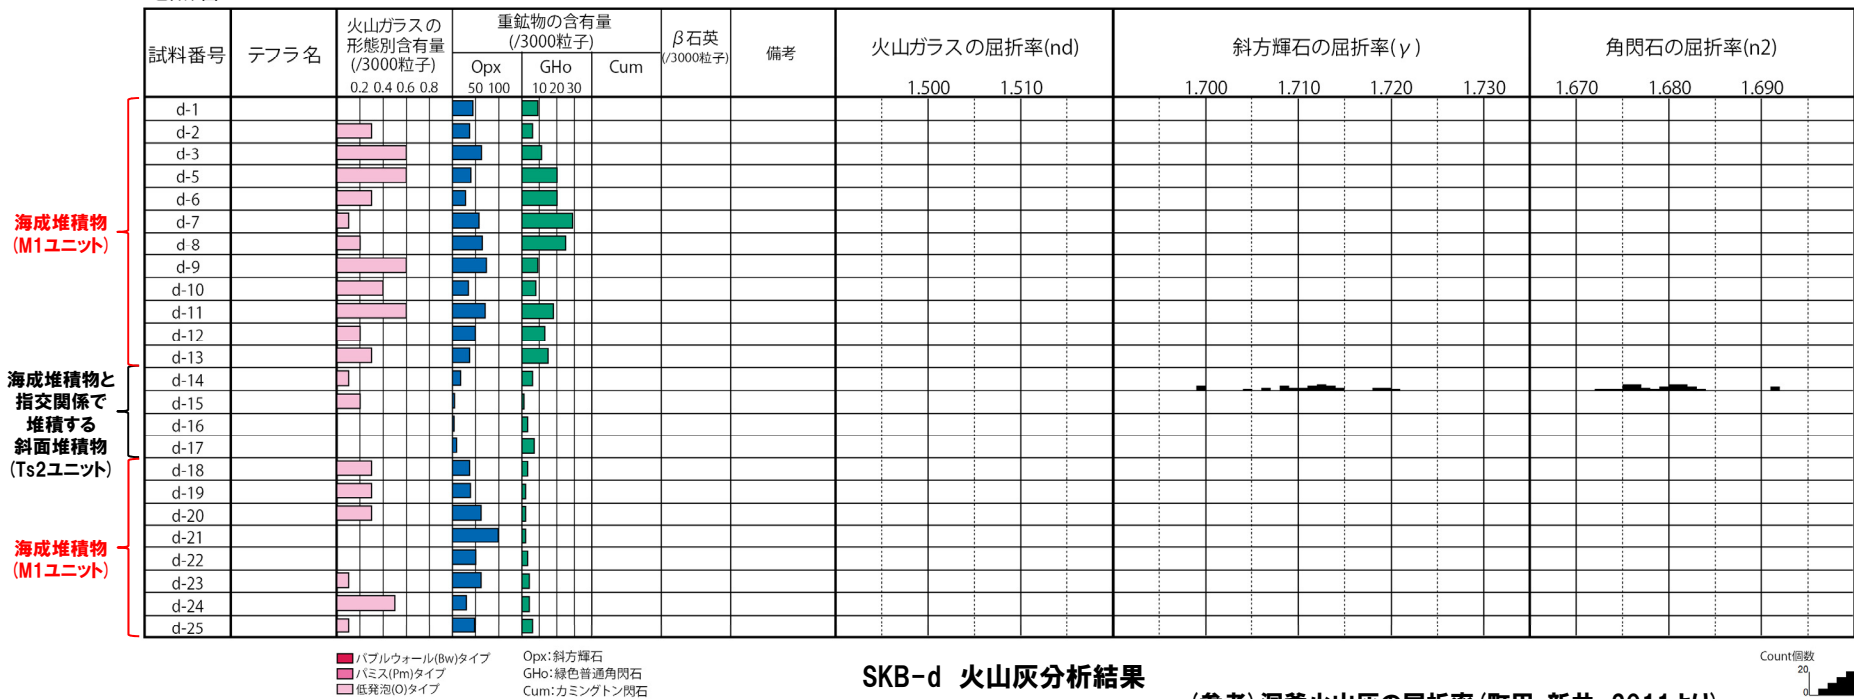 試料番号
テフラ名
火山ガラスの
形態別含有量
(/3000粒子)
0.2 0.4 0.6 0.8
重鉱物の含有量
(/3000粒子)
Opx
GHo
Cum
50 100
10 20 30
β石英
(/3000粒子)
備考
火山ガラスの屈折率(nd)
1.500 1.510
斜方輝石の屈折率(γ)
1.700 1.710 1.720 1.730
角閃石の屈折率(n2)
1.670 1.680 1.690
d-1
d-2
d-3
d-5
d-6
d-7
d-8
d-9
d-10
d-11
d-12
d-13
d-14
d-15
d-16
d-17
d-18
d-19
d-20
d-21
d-22
d-23
d-24
d-25
海成堆積物
(M1ユニット)
海成堆積物と
指交関係で
堆積する
斜面堆積物
(Ts2ユニット)
海成堆積物
(M1ユニット)
バブルウォール(Bw)タイプ
パミス(Pm)タイプ
低発泡(O)タイプ
Opx:斜方輝石
GHo:緑色普通角閃石
Cum:カミングトン閃石
SKB-d 火山灰分析結果
Count個数
20
0